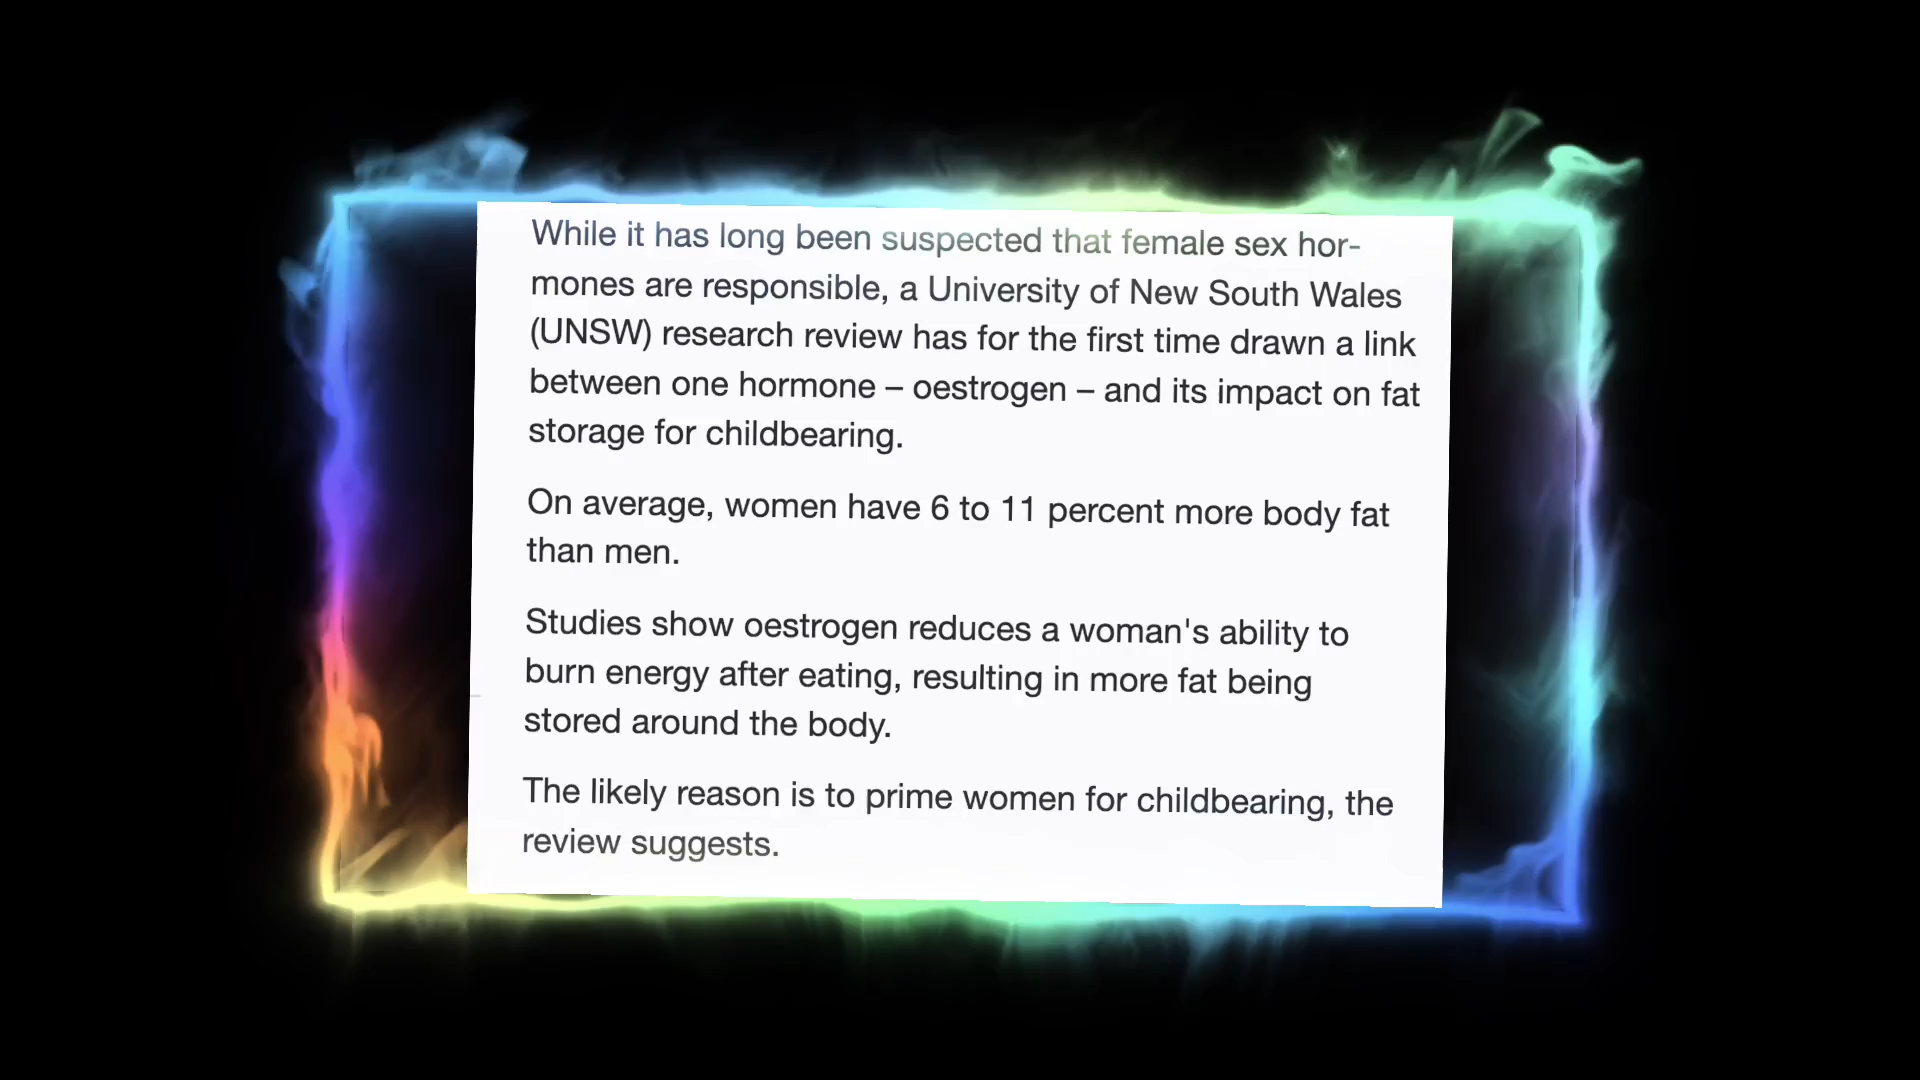 While it has long been suspected that female sex hor-
mones are responsible, a University of New South Wales
(UNSW) research review has for the first time drawn a link
between one hormone – oestrogen – and its impact on fat
storage for childbearing.
On average, women have 6 to 11 percent more body fat
than men.
Studies show oestrogen reduces a woman's ability to
burn energy after eating, resulting in more fat being
stored around the body.
The likely reason is to prime women for childbearing, the
review suggests.